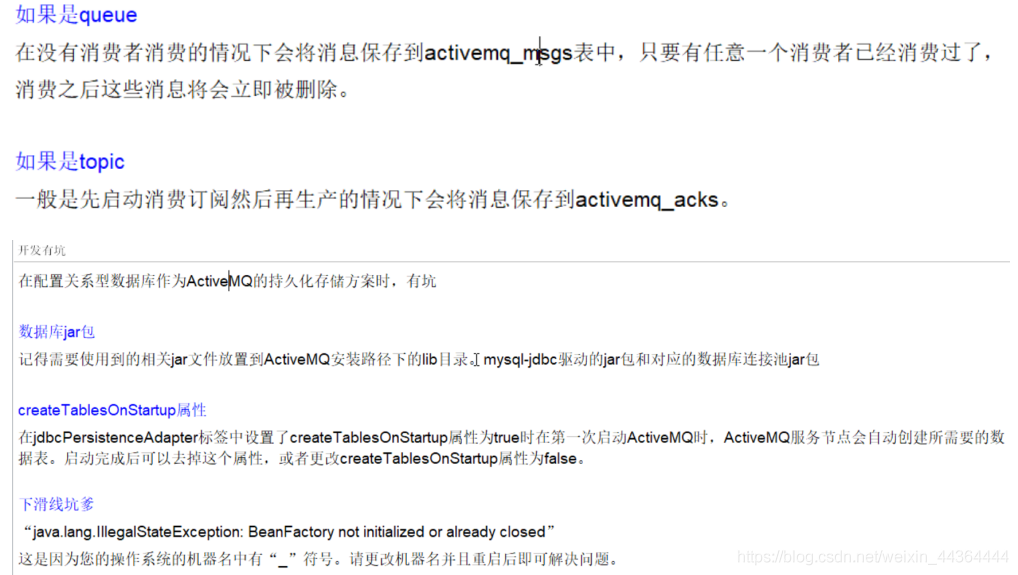 如果是queue
在没有消费者消费的情况下会将消息保存到activemq_msgs表中，只要有任意一个消费者已经消费过了，
消费之后这些消息将会立即被删除。
如果是topic
一般是先启动消费订阅然后再生产的情况下会将消息保存到activemq_acks。
开发有坑
在配置关系型数据库作为ActiveMQ的持久化存储方案时，有坑
数据库jar包
记得需要使用到的相关jar文件放置到ActiveMQ安装路径下的lib目录。mysql-jdbc驱动的jar包和对应的数据库连接池jar包
createTablesOnStartup属性
在jdbcPersistenceAdapter标签中设置了createTablesOnStartup属性为true时在第一次启动ActiveMQ时，ActiveMQ服务节点会自动创建所需要的数
据表。启动完成后可以去掉这个属性，或者更改createTablesOnStartup属性为false。
下滑线坑爹
“java.lang.IllegalStateException: BeanFactory not initialized or already closed”
这是因为您的操作系统的机器名中有“_”符号。请更改机器名并且重启后即可解决问题。
https://blog.csdn.net/weixin_44364444